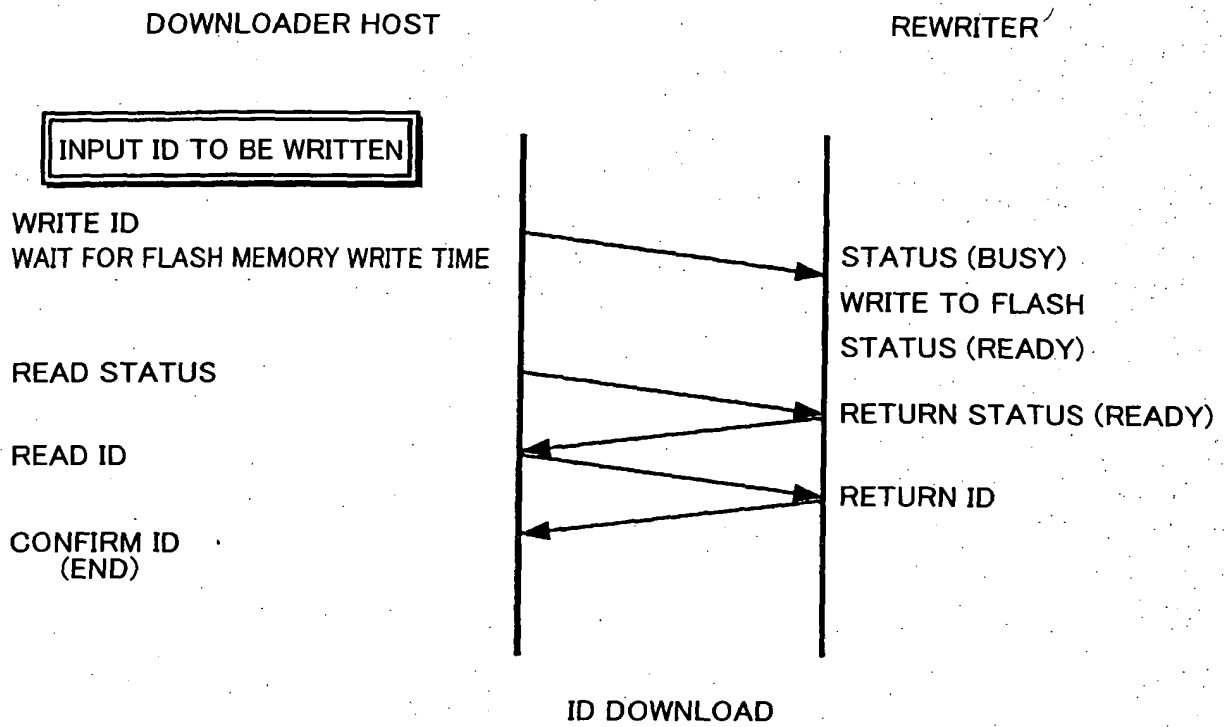 DOWNLOADER HOST
REWRITER
INPUT ID TO BE WRITTEN
WRITE ID
WAIT FOR FLASH MEMORY WRITE TIME
STATUS (BUSY)
WRITE TO FLASH
STATUS (READY)
READ STATUS
RETURN STATUS (READY)
READ ID
RETURN ID
CONFIRM ID
(END)
ID DOWNLOAD